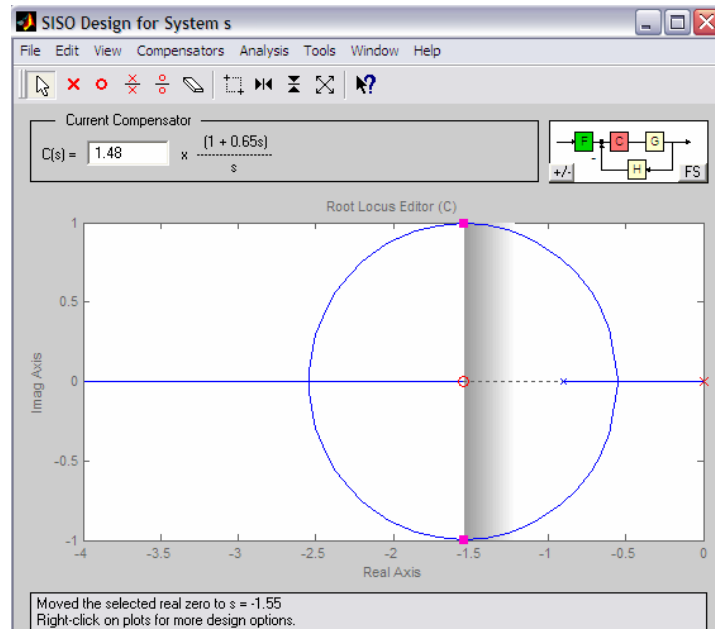 SISO Design for System s
File Edit View Compensators Analysis Tools Window Help
Current Compensator
C(s) = 1.48 x (1 + 0.65s)
s
F C G
H
+/- FS
Root Locus Editor (C)
1
0.5
0
-0.5
-1
Imag Axis
-4 -3.5 -3 -2.5 -2 -1.5 -1 -0.5 0
Real Axis
Moved the selected real zero to s = -1.55
Right-click on plots for more design options.